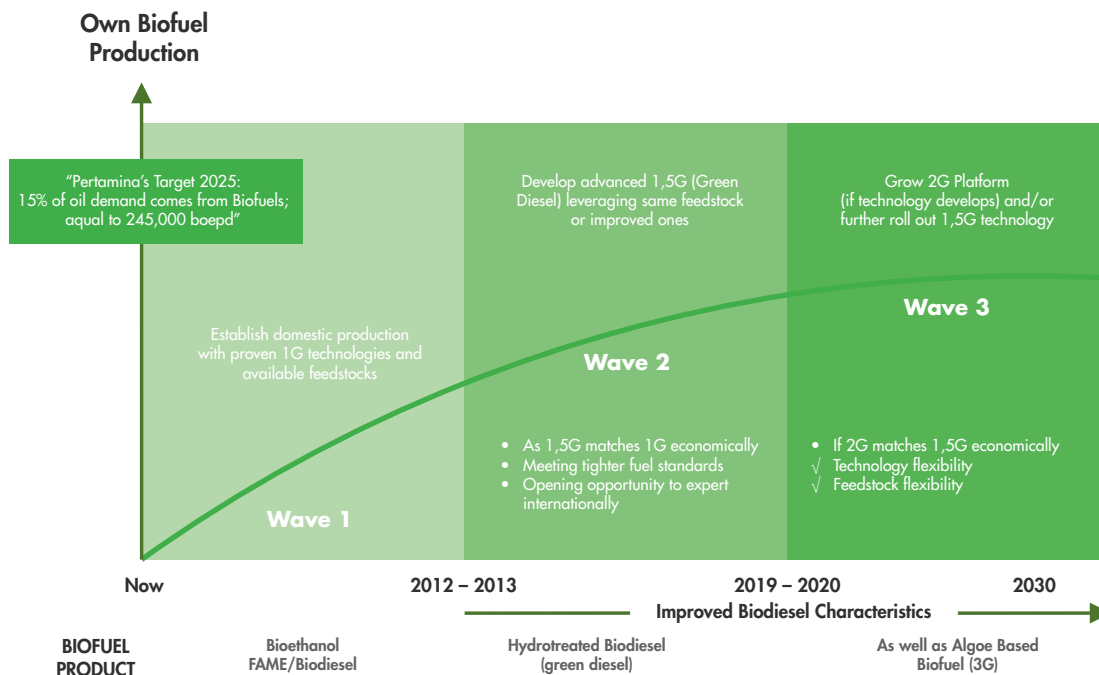 Own Biofuel
Production
"Pertamina's Target 2025:
15% of oil demand comes from Biofuels;
aqual to 245,000 boepd"
Establish domestic production
with proven 1G technologies and
available feedstocks
Wave 1
Develop advanced 1,5G (Green
Diesel) leveraging same feedstock
or improved ones
Wave 2
• As 1,5G matches 1G economically
• Meeting tighter fuel standards
• Opening opportunity to expert
internationally
Grow 2G Platform
(if technology develops) and/or
further roll out 1,5G technology
Wave 3
• If 2G matches 1,5G economically
√ Technology flexibility
√ Feedstock flexibility
Now
2012 – 2013
2019 – 2020
2030
Improved Biodiesel Characteristics
BIOFUEL
PRODUCT
Bioethanol
FAME/Biodiesel
Hydrotreated Biodiesel
(green diesel)
As well as Algoe Based
Biofuel (3G)